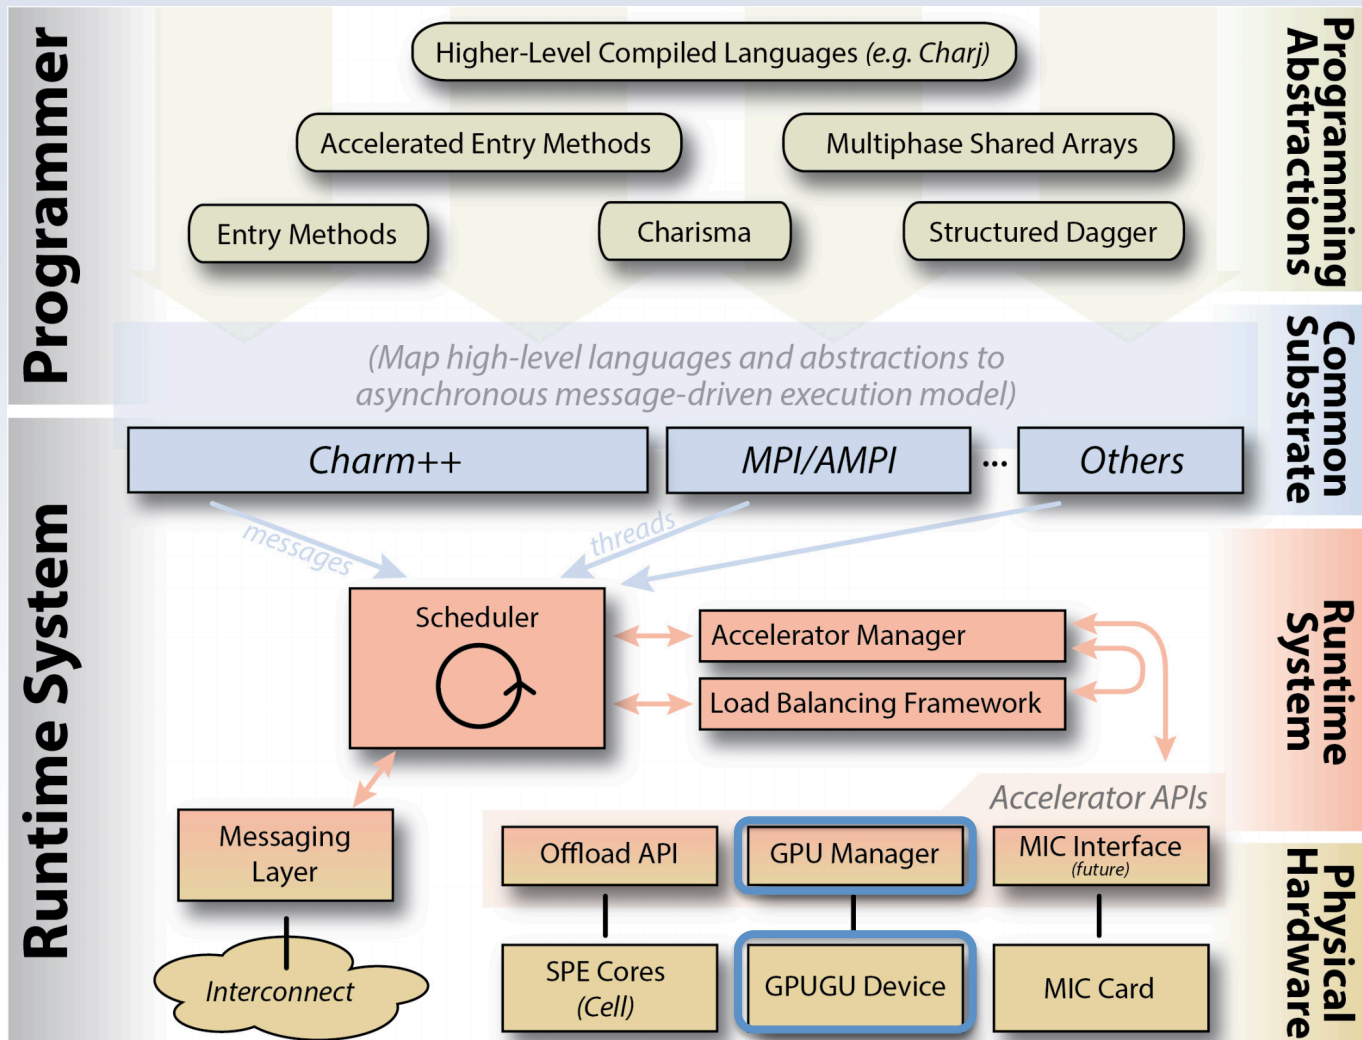 Programmer
Programming
Abstractions
Higher-Level Compiled Languages (e.g. Charj)
Accelerated Entry Methods
Multiphase Shared Arrays
Entry Methods
Charisma
Structured Dagger
Common
Substrate
(Map high-level languages and abstractions to
asynchronous message-driven execution model)
Charm++
MPI/AMPI
...
Others
Runtime System
messages
threads
Runtime
System
Scheduler
Accelerator Manager
Load Balancing Framework
Accelerator APIs
Messaging
Layer
Offload API
GPU Manager
MIC Interface
(future)
Physical
Hardware
Interconnect
SPE Cores
(Cell)
GPUGU Device
MIC Card